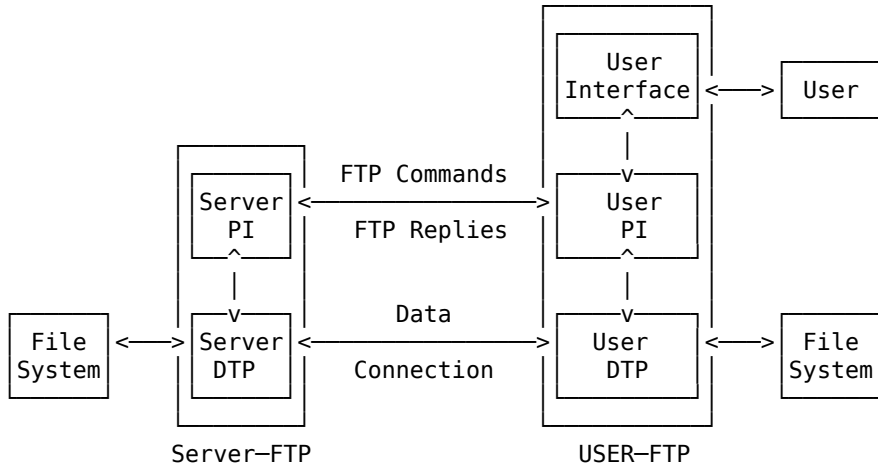 User
Interface
User
FTP Commands
Server
PI
User
PI
FTP Replies
Data
File
System
Server
DTP
User
DTP
File
System
Connection
Server-FTP
USER-FTP